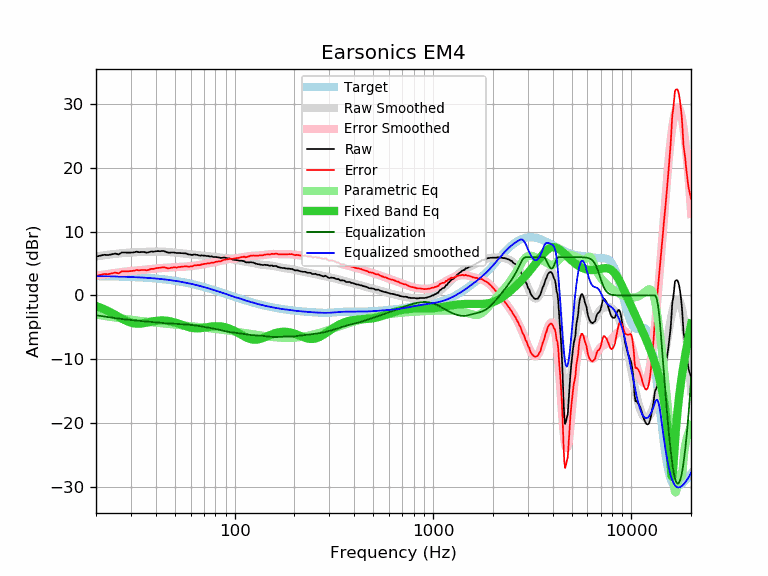 Earsonics EM4
Target
Raw Smoothed
Error Smoothed
Raw
Error
Parametric Eq
Fixed Band Eq
Equalization
Equalized smoothed
Amplitude (dBr)
30
20
10
0
−10
−20
−30
100 1000 10000
Frequency (Hz)